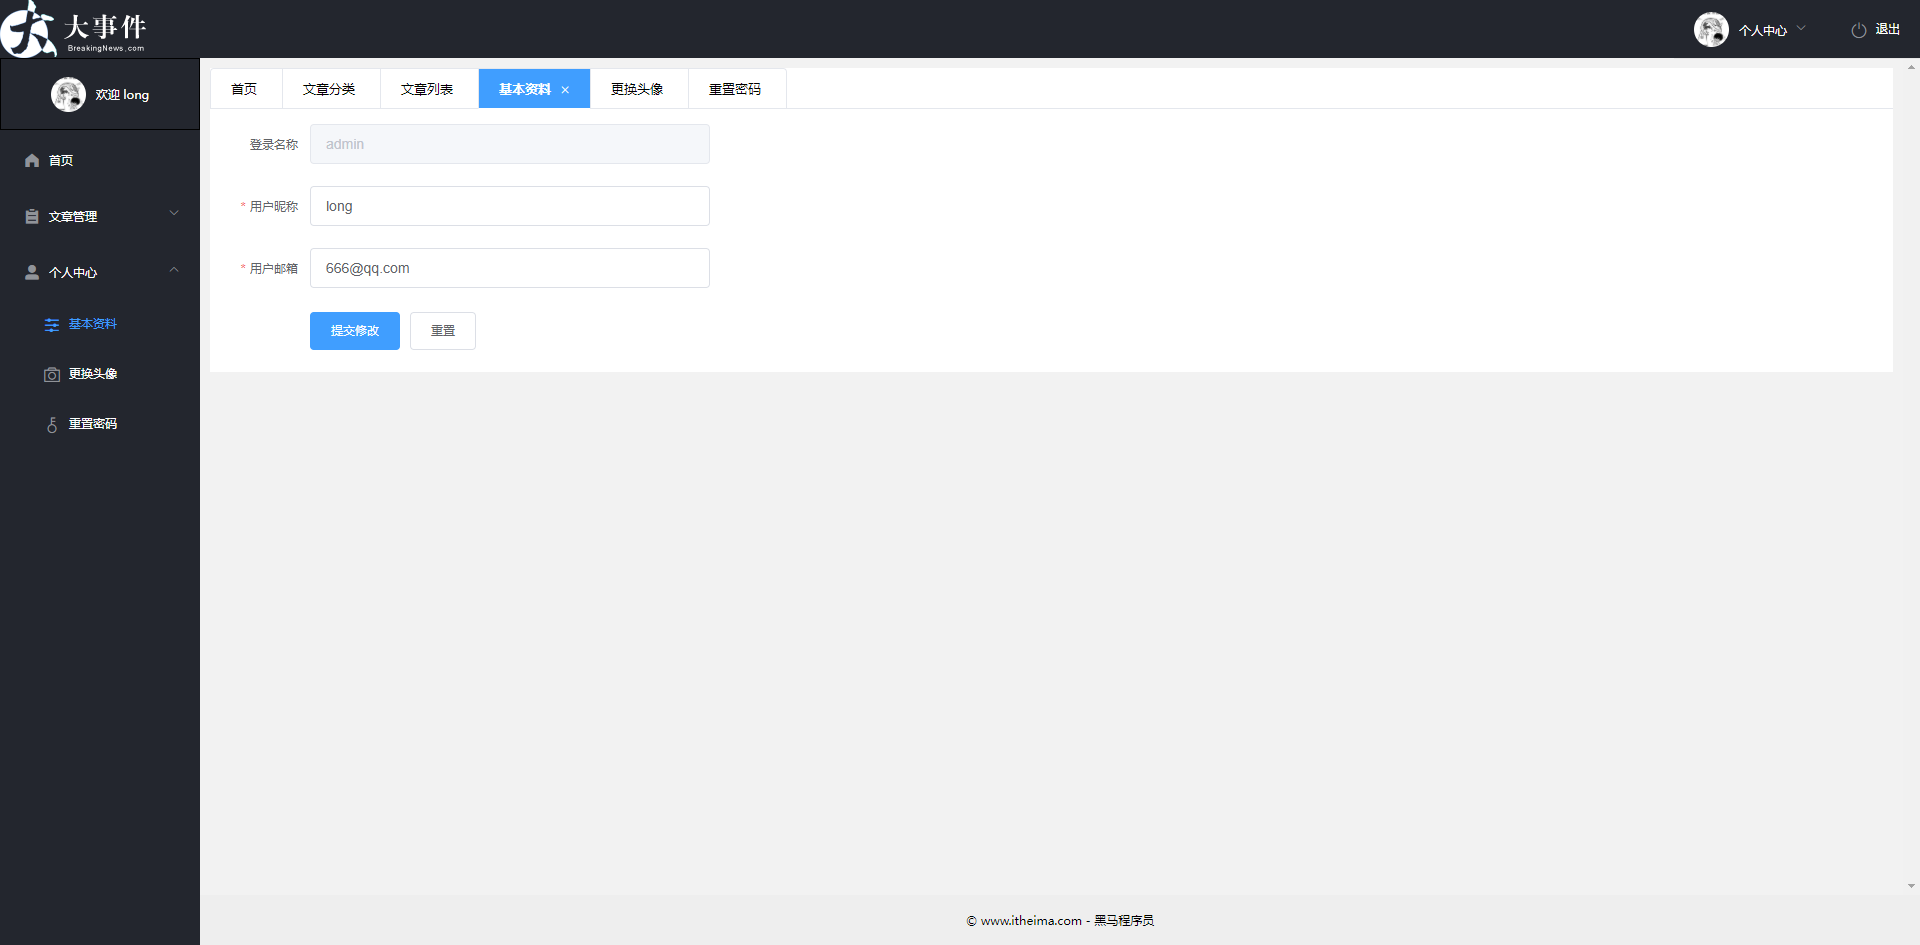 大事件
BreakingNews.com
个人中心
退出
欢迎 long
首页
文章管理
个人中心
基本资料
更换头像
重置密码
首页
文章分类
文章列表
基本资料
更换头像
重置密码
登录名称
admin
* 用户昵称
long
* 用户邮箱
666@qq.com
提交修改
重置
© www.itheima.com - 黑马程序员